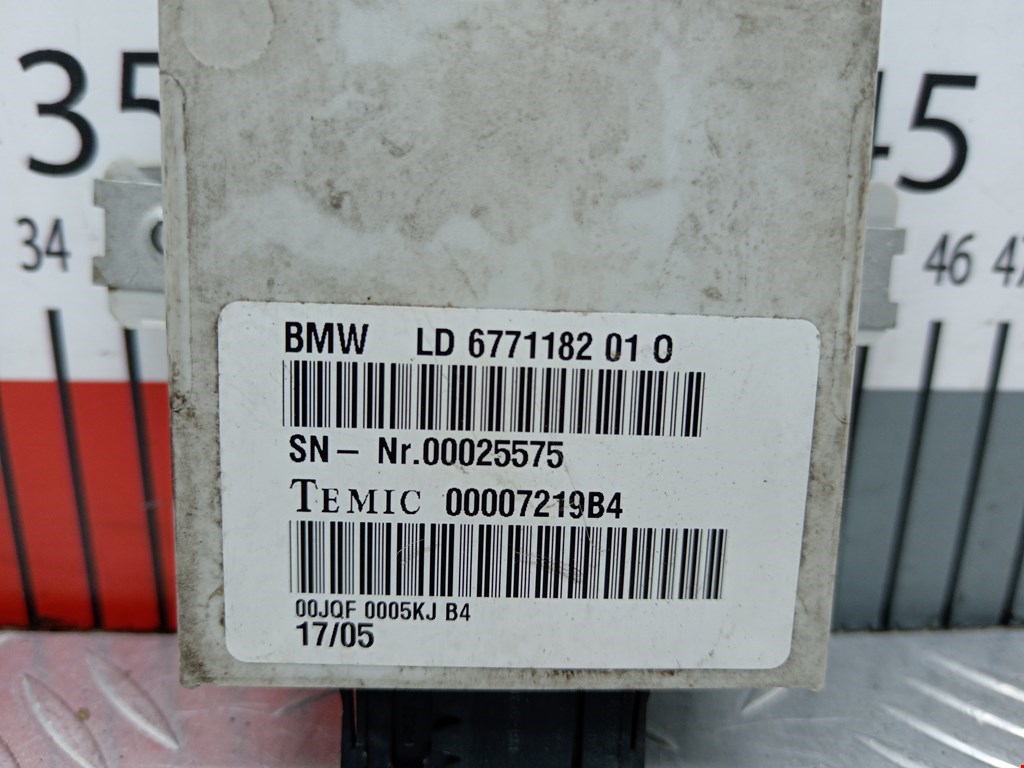 35
45
34
46
BMW LD 6771182 01 0
SN – Nr.00025575
TEMIC 00007219B4
00JQF 0005KJ B4
17/05